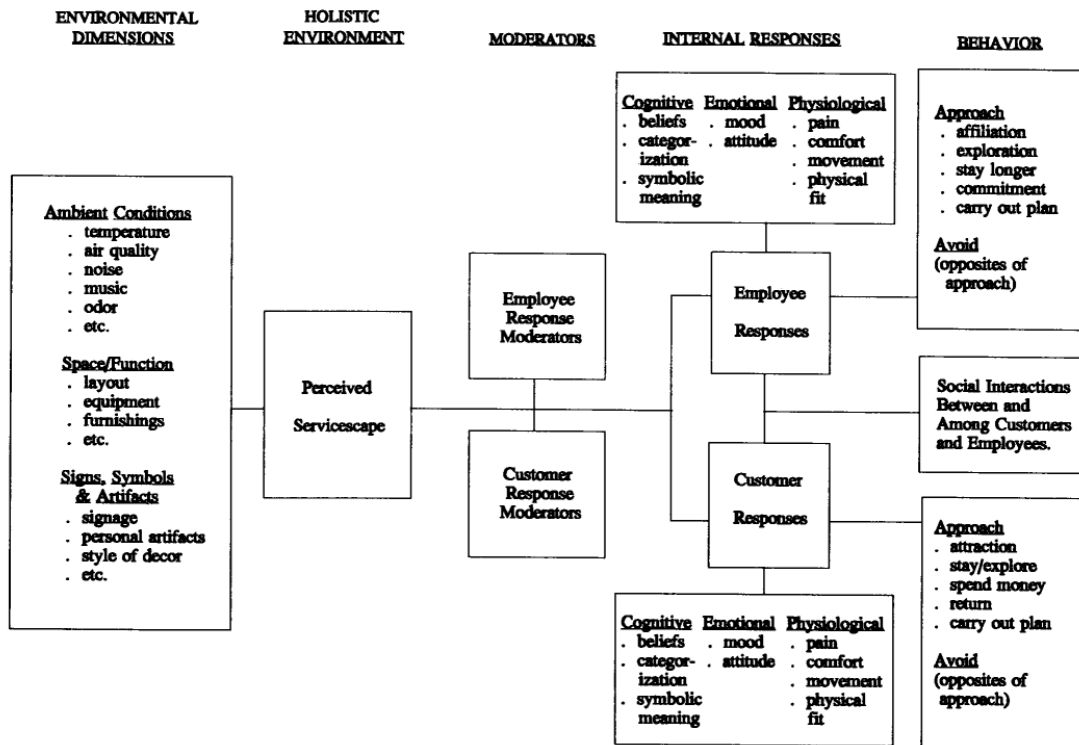 ENVIRONMENTAL
DIMENSIONS
HOLISTIC
ENVIRONMENT
MODERATORS
INTERNAL RESPONSES
BEHAVIOR
Ambient Conditions
. temperature
. air quality
. noise
. music
. odor
. etc.
Space/Function
. layout
. equipment
. furnishings
. etc.
Signs, Symbols
& Artifacts
. signage
. personal artifacts
. style of decor
. etc.
Perceived
Servicescape
Employee
Response
Moderators
Customer
Response
Moderators
Cognitive
. beliefs
. categor-
ization
. symbolic
meaning
Emotional
. mood
. attitude
Physiological
. pain
. comfort
. movement
. physical
fit
Employee
Responses
Customer
Responses
Cognitive
. beliefs
. categor-
ization
. symbolic
meaning
Emotional
. mood
. attitude
Physiological
. pain
. comfort
. movement
. physical
fit
Approach
. affiliation
. exploration
. stay longer
. commitment
. carry out plan
Avoid
(opposites of
approach)
Social Interactions
Between and
Among Customers
and Employees.
Approach
. attraction
. stay/explore
. spend money
. return
. carry out plan
Avoid
(opposites of
approach)